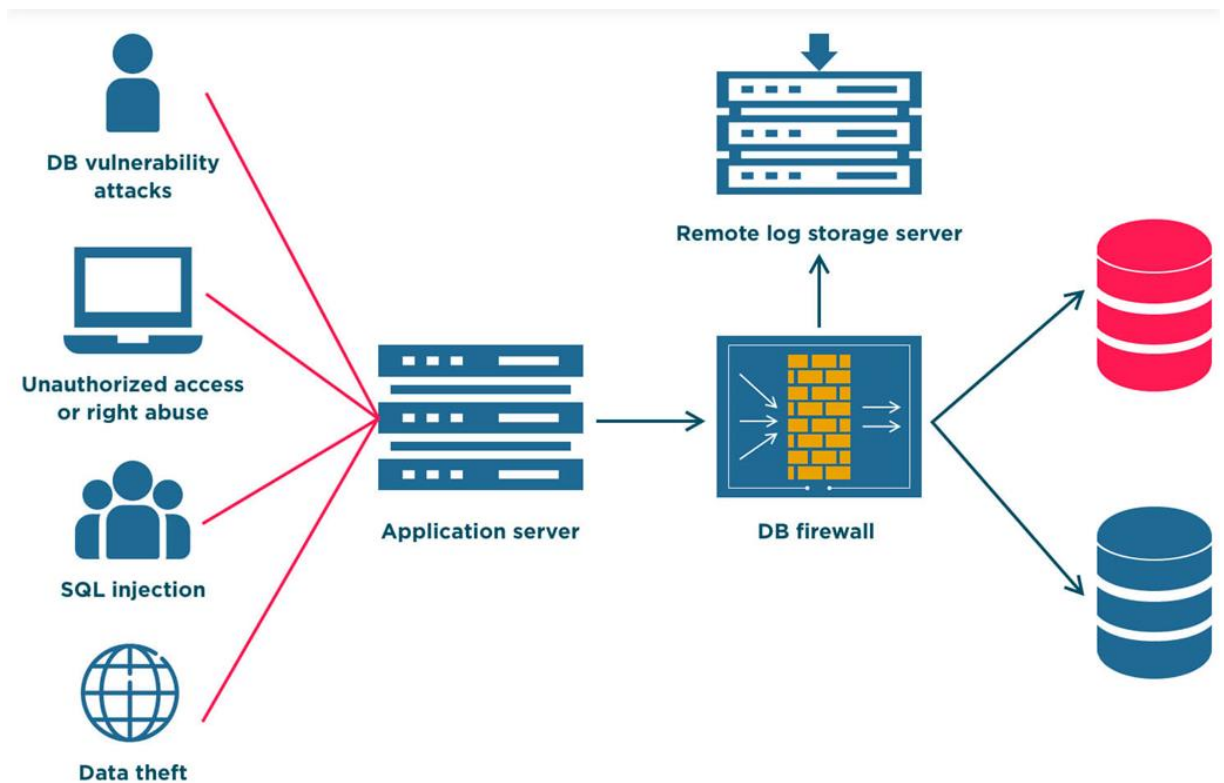 DB vulnerability
attacks
Unauthorized access
or right abuse
SQL injection
Data theft
Application server
Remote log storage server
DB firewall